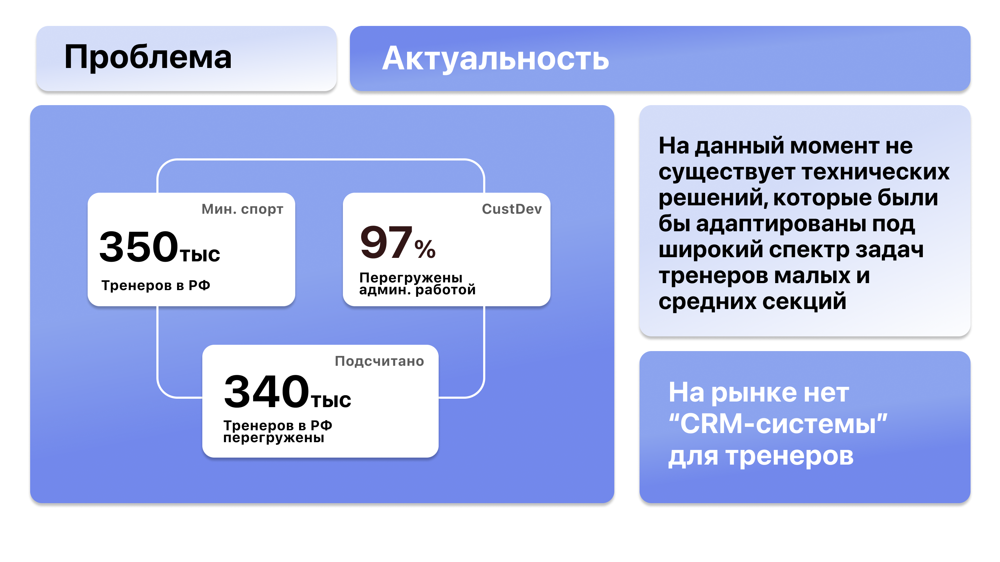 Проблема
Актуальность
Мин. спорт
350тыс
Тренеров в РФ
CustDev
97%
Перегружены
админ. работой
Подсчитано
340тыс
Тренеров в РФ
перегружены
На данный момент не
существует технических
решений, которые были
бы адаптированы под
широкий спектр задач
тренеров малых и
средних секций
На рынке нет
“CRM-системы”
для тренеров